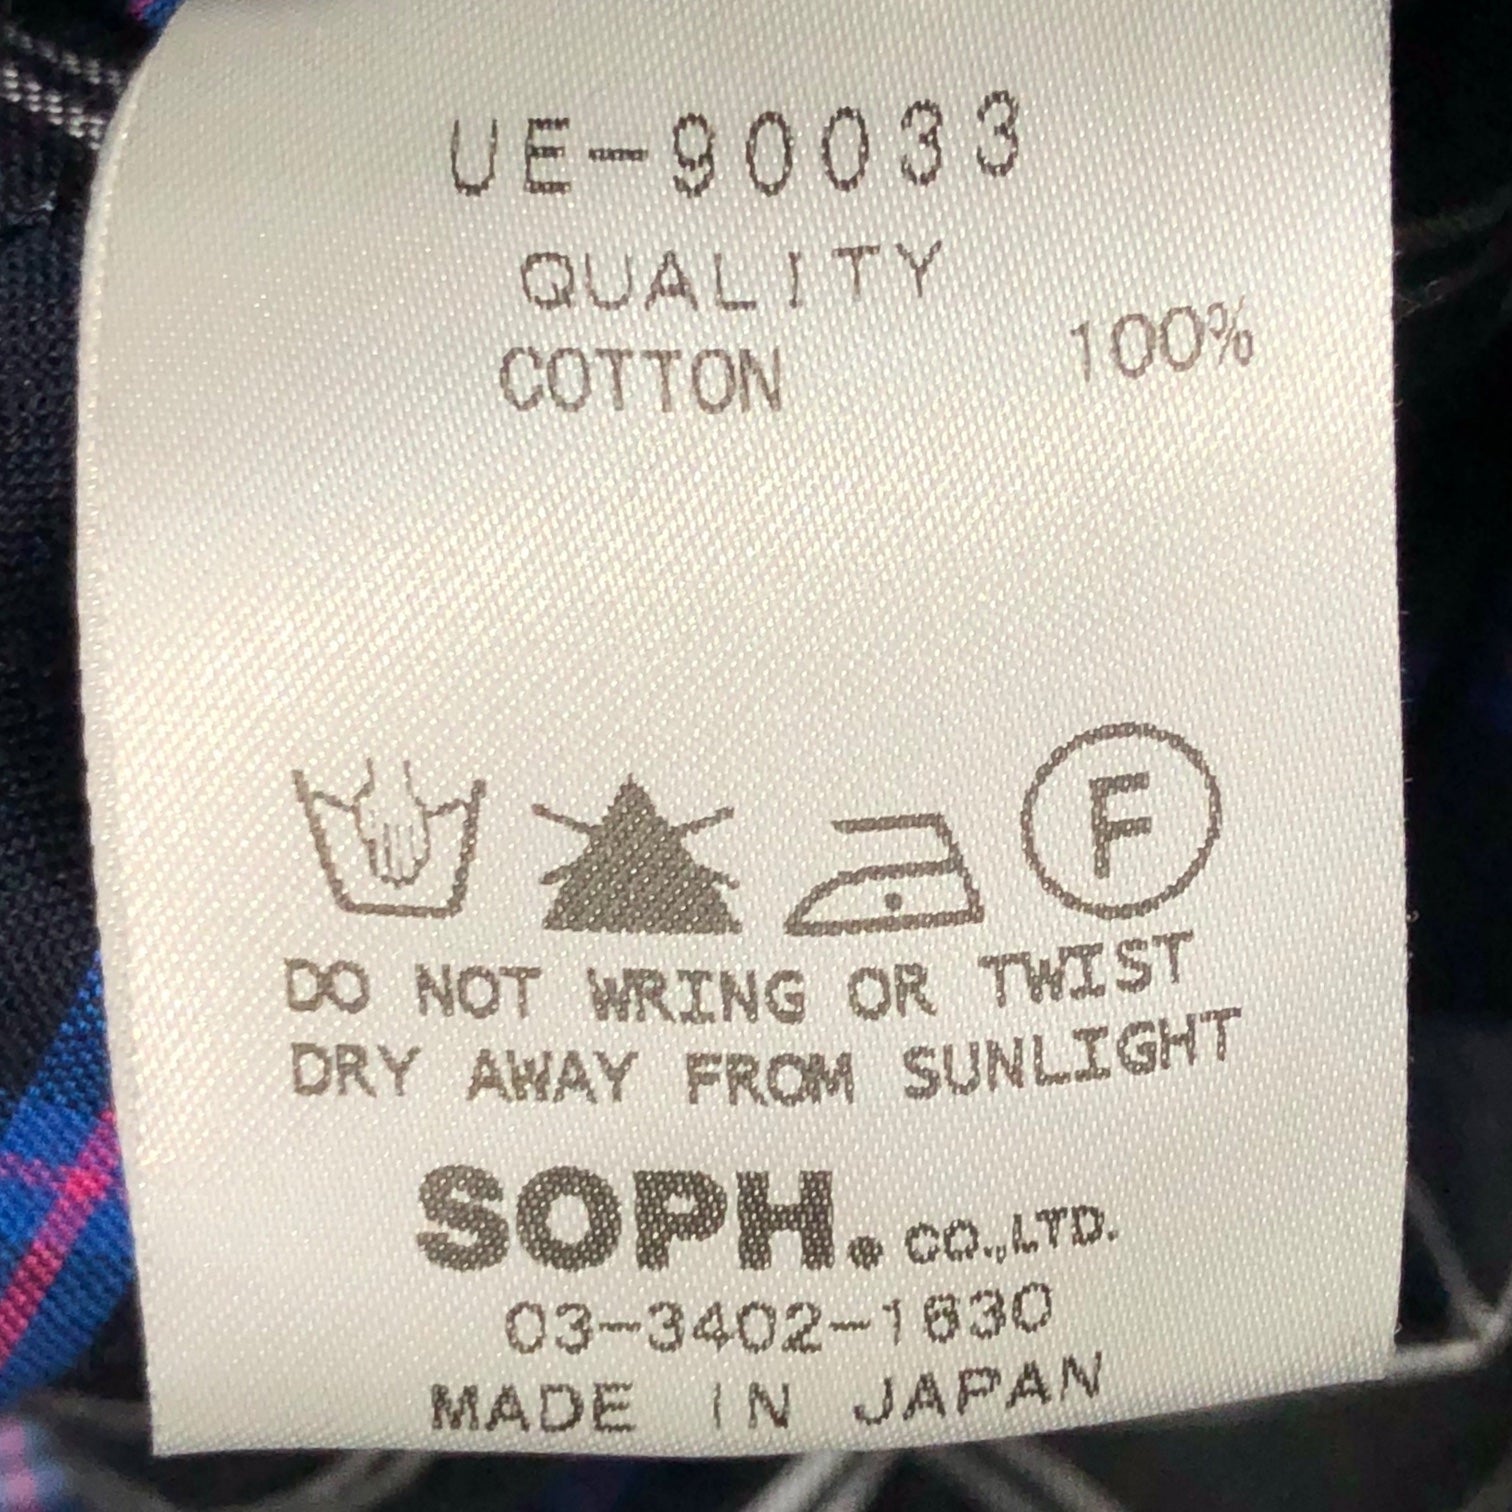 UE-90033
QUALITY
COTTON 100%
F
DO NOT WRING OR TWIST
DRY AWAY FROM SUNLIGHT
SOPH. CO.,LTD.
03-3402-1630
MADE IN JAPAN